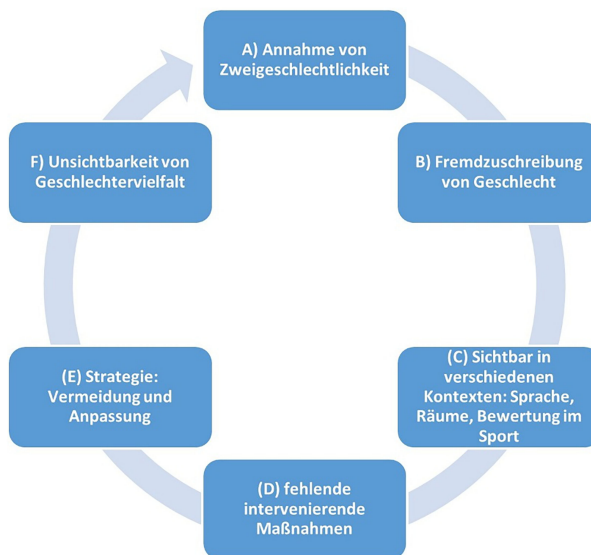 A) Annahme von
Zweigeschlechtlichkeit
B) Fremdzuschreibung
von Geschlecht
(C) Sichtbar in
verschiedenen
Kontexten: Sprache,
Räume, Bewertung im
Sport
(D) fehlende
intervenierende
Maßnahmen
(E) Strategie:
Vermeidung und
Anpassung
F) Unsichtbarkeit von
Geschlechtervielfalt